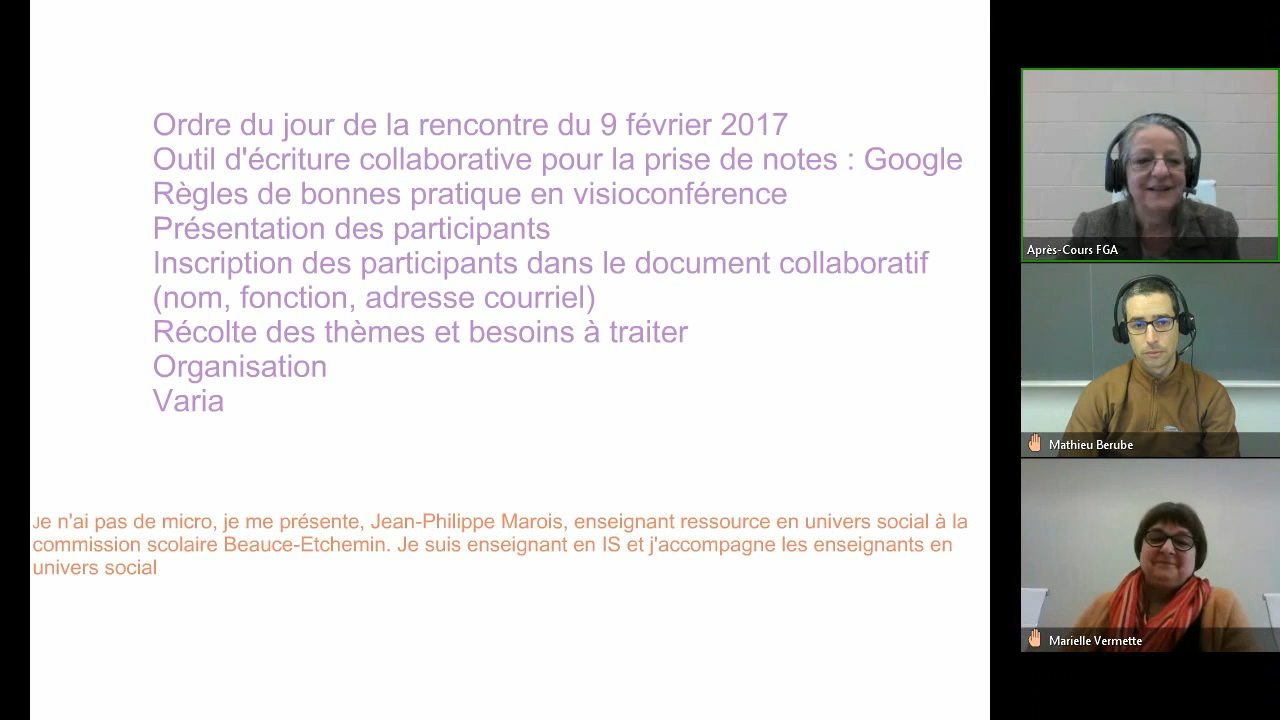 Ordre du jour de la rencontre du 9 février 2017
Outil d'écriture collaborative pour la prise de notes : Google
Règles de bonnes pratique en visioconférence
Présentation des participants
Inscription des participants dans le document collaboratif
(nom, fonction, adresse courriel)
Récolte des thèmes et besoins à traiter
Organisation
Varia
Je n'ai pas de micro, je me présente, Jean-Philippe Marois, enseignant ressource en univers social à la
commission scolaire Beauce-Etchemin. Je suis enseignant en IS et j'accompagne les enseignants en
univers social
Après-Cours FGA
Mathieu Berube
Marielle Vermette